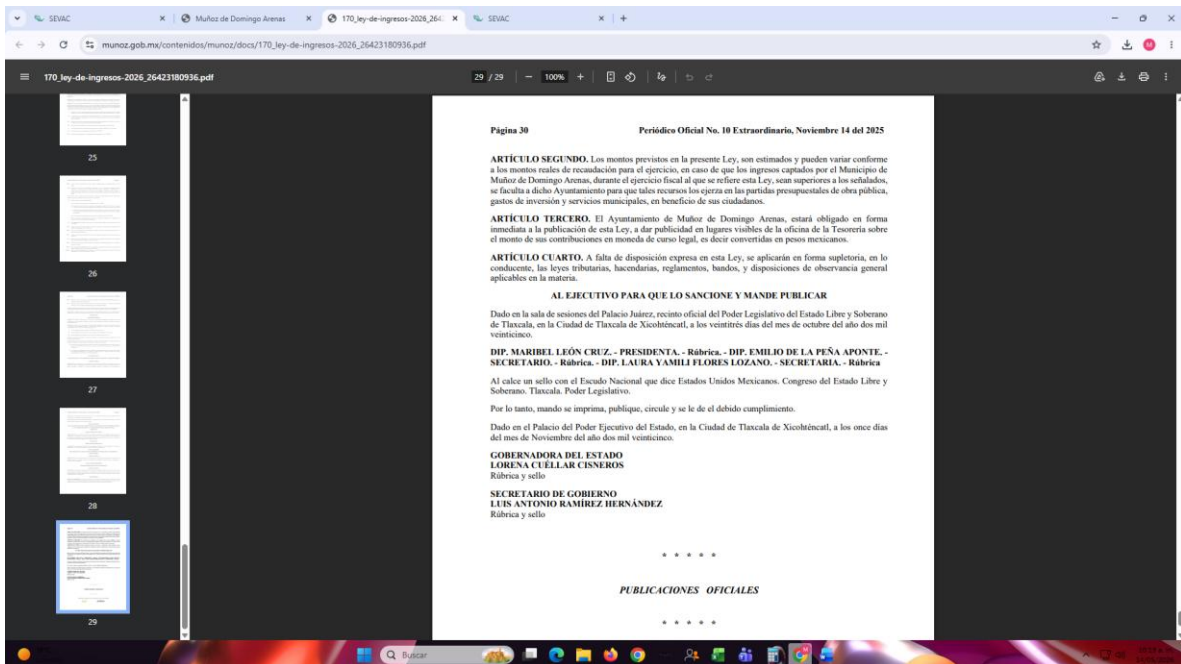 SEVAC
Muñoz de Domingo Arenas
170_ley-de-ingresos-2026_264
SEVAC
munoz.gob.mx/contenidos/munoz/docs/170_ley-de-ingresos-2026_26423180936.pdf
170_ley-de-ingresos-2026_26423180936.pdf
29 / 29
100%
25
26
27
28
29
Página 30 Periódico Oficial No. 10 Extraordinario, Noviembre 14 del 2025
ARTÍCULO SEGUNDO. Los montos previstos en la presente Ley, son estimados y pueden variar conforme
a los montos reales de recaudación para el ejercicio, en caso de que los ingresos captados por el Municipio de
Muñoz de Domingo Arenas, durante el ejercicio fiscal al que se refiere esta Ley, sean superiores a los señalados,
se faculta a dicho Ayuntamiento para que tales recursos los ejerza en las partidas presupuestales de obra pública,
gastos de inversión y servicios municipales, en beneficio de sus ciudadanos.
ARTÍCULO TERCERO. El Ayuntamiento de Muñoz de Domingo Arenas, estará obligado en forma
inmediata a la publicación de esta Ley, a dar publicidad en lugares visibles de la oficina de la Tesorería sobre
el monto de sus contribuciones en moneda de curso legal, es decir convertidas en pesos mexicanos.
ARTÍCULO CUARTO. A falta de disposición expresa en esta Ley, se aplicarán en forma supletoria, en lo
conducente, las leyes tributarias, hacendarias, reglamentos, bandos, y disposiciones de observancia general
aplicables en la materia.
AL EJECUTIVO PARA QUE LO SANCIONE Y MANDE PUBLICAR
Dado en la sala de sesiones del Palacio Juárez, recinto oficial del Poder Legislativo del Estado Libre y Soberano
de Tlaxcala, en la Ciudad de Tlaxcala de Xicohténcatl, a los veintitrés días del mes de octubre del año dos mil
veinticinco.
DIP. MARIBEL LEÓN CRUZ. - PRESIDENTA. - Rúbrica. - DIP. EMILIO DE LA PEÑA APONTE. -
SECRETARIO. - Rúbrica. - DIP. LAURA YAMILI FLORES LOZANO. - SECRETARIA. - Rúbrica
Al calce un sello con el Escudo Nacional que dice Estados Unidos Mexicanos. Congreso del Estado Libre y
Soberano. Tlaxcala. Poder Legislativo.
Por lo tanto, mando se imprima, publique, circule y se le de el debido cumplimiento.
Dado en el Palacio del Poder Ejecutivo del Estado, en la Ciudad de Tlaxcala de Xicohténcatl, a los once días
del mes de Noviembre del año dos mil veinticinco.
GOBERNADORA DEL ESTADO
LORENA CUÉLLAR CISNEROS
Rúbrica y sello
SECRETARIO DE GOBIERNO
LUIS ANTONIO RAMÍREZ HERNÁNDEZ
Rúbrica y sello
* * * * *
PUBLICACIONES OFICIALES
* * * * *
Buscar